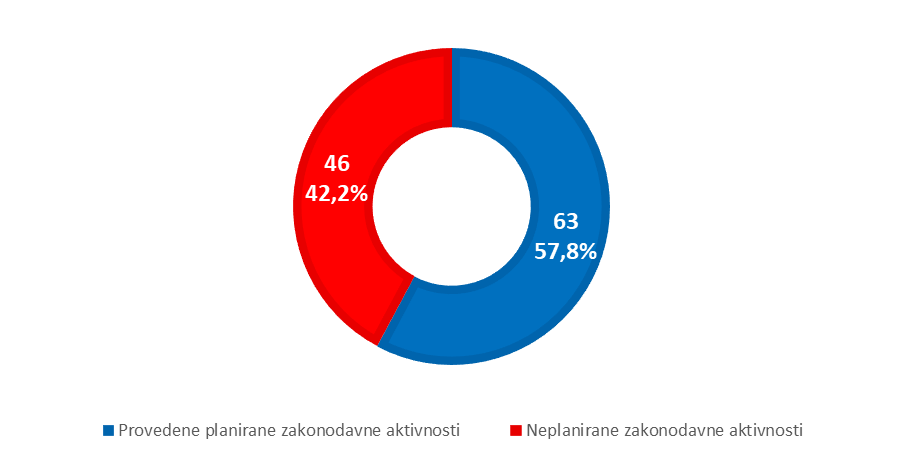 46
42,2%
63
57,8%
Provedene planirane zakonodavne aktivnosti
Neplanirane zakonodavne aktivnosti